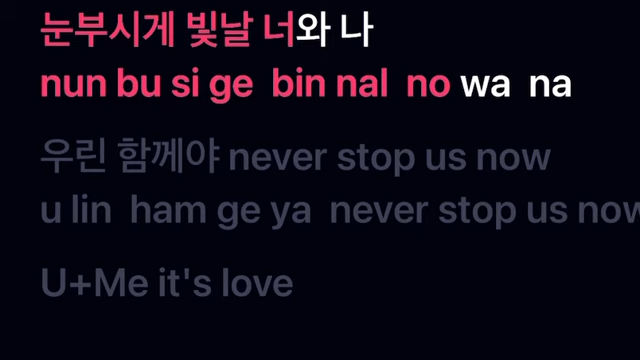 눈부시게 빛날 너와 나
nun bu si ge bin nal no wa na
우린 함께야 never stop us now
u lin ham ge ya never stop us now
U+Me it's love